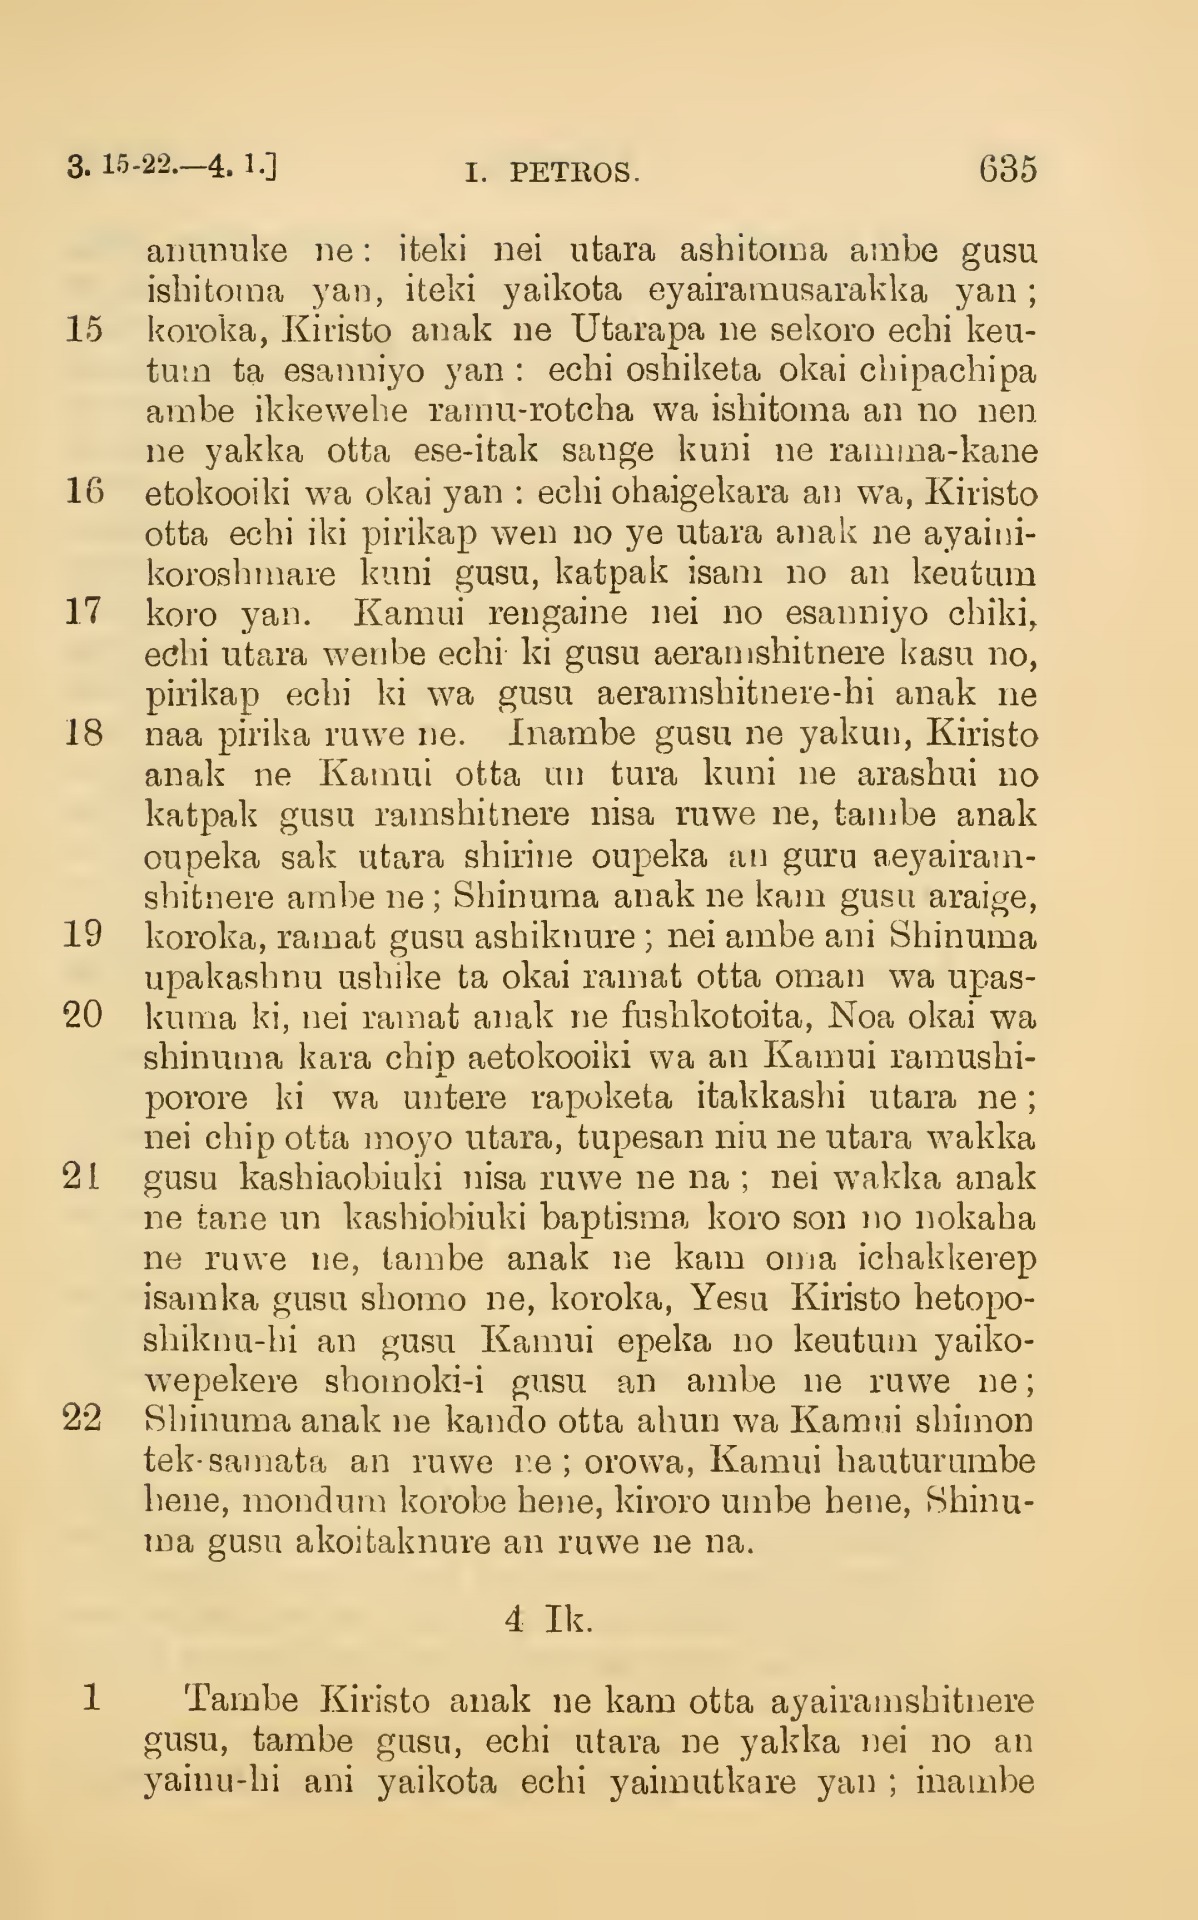 3. 15-22.—4. 1.] I. PETROS. 635
anunuke ne : iteki nei utara ashitoma ambe gusu
ishitoma yan, iteki yaikota eyairamusarakka yan ;
15 koroka, Kiristo anak ne Utarapa ne sekoro echi keu-
tum ta esanniyo yan : echi oshiketa okai chipachipa
ambe ikkewehe ramu-rotcha wa ishitoma an no nen
ne yakka otta ese-itak sange kuni ne ramma-kane
16 etokooiki wa okai yan : echi ohaigekara an wa, Kiristo
otta echi iki pirikap wen no ye utara anak ne ayaini-
koroshmare kuni gusu, katpak isam no an keutum
17 koro yan. Kamui rengaine nei no esanniyo chiki,
echi utara wenbe echi ki gusu aeramshitnere kasu no,
pirikap echi ki wa gusu aeramshitnere-hi anak ne
18 naa pirika ruwe ne. Inambe gusu ne yakun, Kiristo
anak ne Kamui otta un tura kuni ne arashui no
katpak gusu ramshitnere nisa ruwe ne, tambe anak
oupeka sak utara shirine oupeka an guru aeyairam-
shitnere ambe ne ; Shinuma anak ne kam gusu araige,
19 koroka, ramat gusu ashiknure ; nei ambe ani Shinuma
upakashnu ushike ta okai ramat otta oman wa upas-
20 kuma ki, nei ramat anak ne fushkotoita, Noa okai wa
shinuma kara chip aetokooiki wa an Kamui ramushi-
porore ki wa untere rapoketa itakkashi utara ne ;
nei chip otta moyo utara, tupesan niu ne utara wakka
21 gusu kashiaobiuki nisa ruwe ne na ; nei wakka anak
ne tane un kashiobiuki baptisma koro son no nokaha
ne ruwe ne, tambe anak ne kam oma ichakkerep
isamka gusu shomo ne, koroka, Yesu Kiristo hetopo-
shiknu-hi an gusu Kamui epeka no keutum yaiko-
wepekere shomoki-i gusu an ambe ne ruwe ne ;
22 Shinuma anak ne kando otta ahun wa Kamui shimon
tek-samata an ruwe ne ; orowa, Kamui hauturumbe
hene, mondum korobe hene, kiroro umbe hene, Shinu-
ma gusu akoitaknure an ruwe ne na.
4 Ik.
1 Tambe Kiristo anak ne kam otta ayairamshitnere
gusu, tambe gusu, echi utara ne yakka nei no an
yainu-hi ani yaikota echi yaimutkare yan ; inambe